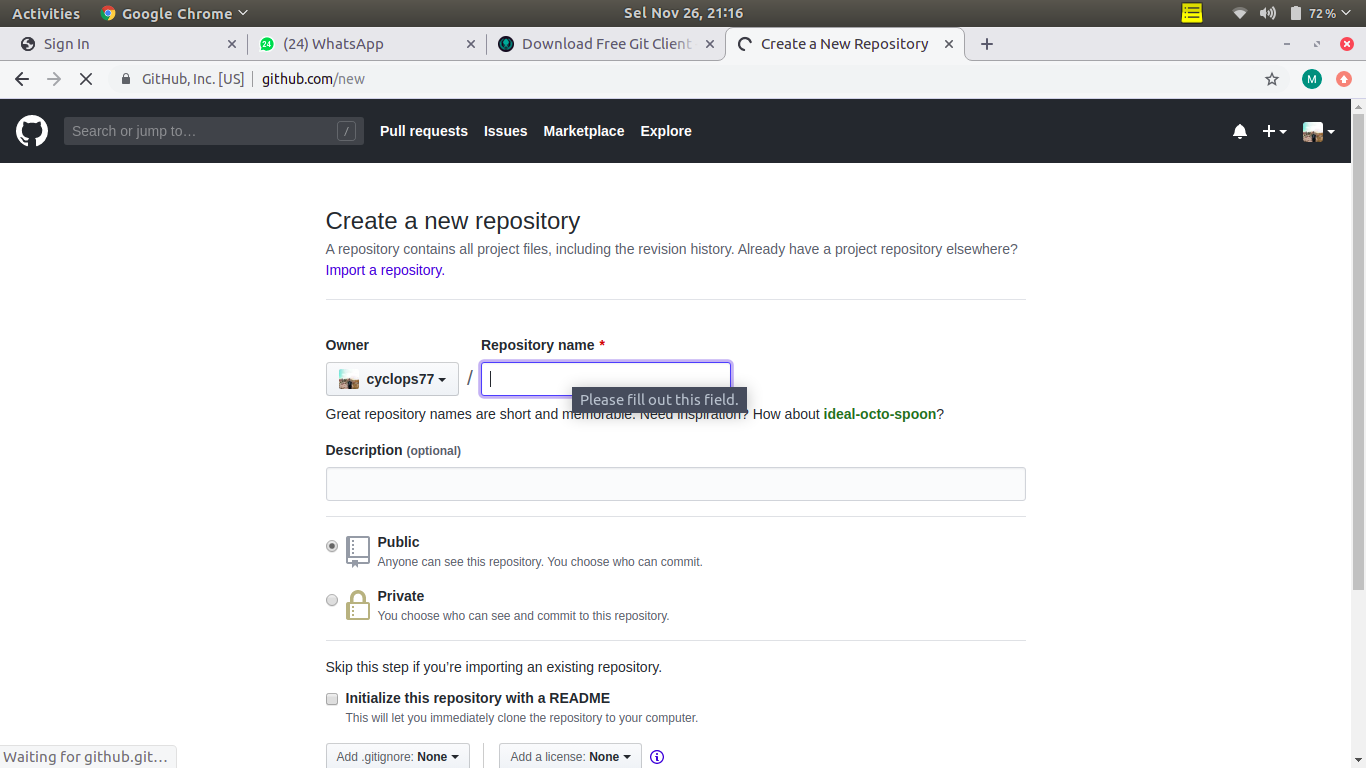 Activities Google Chrome Sel Nov 26, 21:16 72%
Sign In (24) WhatsApp Download Free Git Client Create a New Repository
GitHub, Inc. [US] github.com/new M
Search or jump to… / Pull requests Issues Marketplace Explore
Create a new repository
A repository contains all project files, including the revision history. Already have a project repository elsewhere?
Import a repository.
Owner Repository name *
cyclops77 / 
Please fill out this field.
Great repository names are short and memorable. Need inspiration? How about ideal-octo-spoon?
Description (optional)
Public
Anyone can see this repository. You choose who can commit.
Private
You choose who can see and commit to this repository.
Skip this step if you’re importing an existing repository.
Initialize this repository with a README
This will let you immediately clone the repository to your computer.
Waiting for github.git… Add .gitignore: None Add a license: None